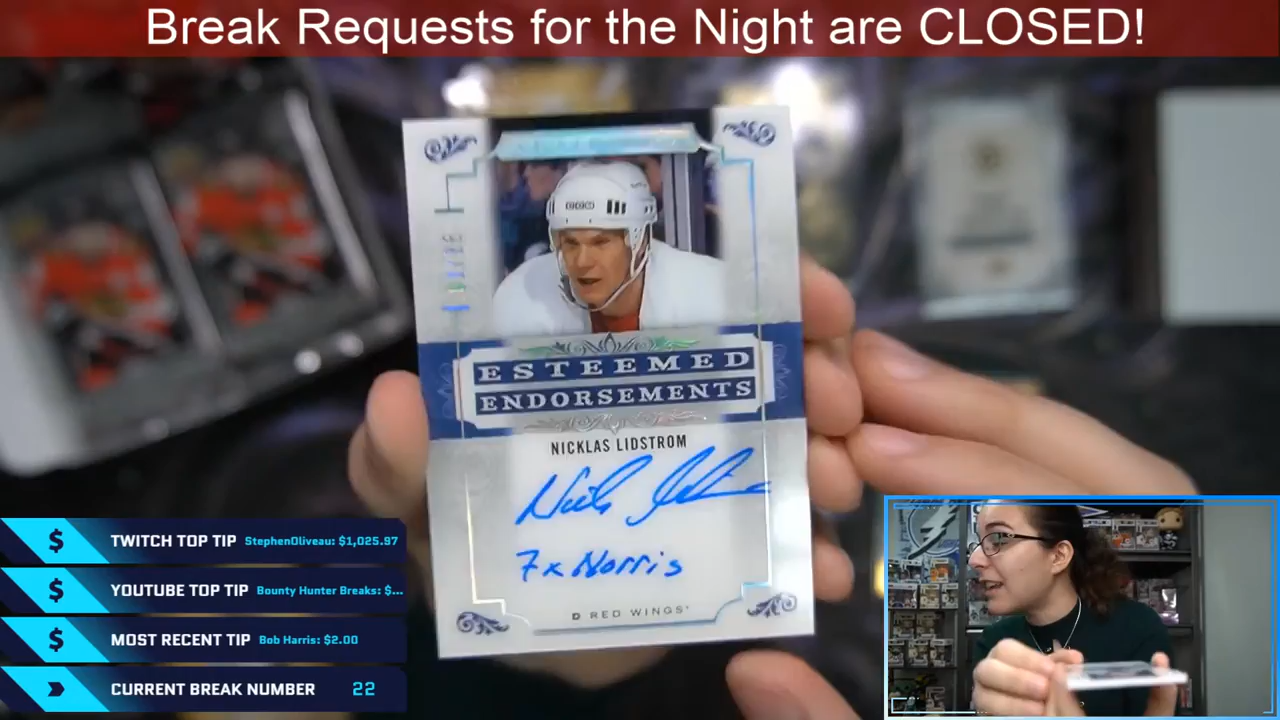 Break Requests for the Night are CLOSED!
ESTEEMED
ENDORSEMENTS
NICKLAS LIDSTROM
7x Norris
D RED WINGS
$ TWITCH TOP TIP StephenOliveau: $1,025.97
$ YOUTUBE TOP TIP Bounty Hunter Breaks: $...
$ MOST RECENT TIP Bob Harris: $2.00
CURRENT BREAK NUMBER 22